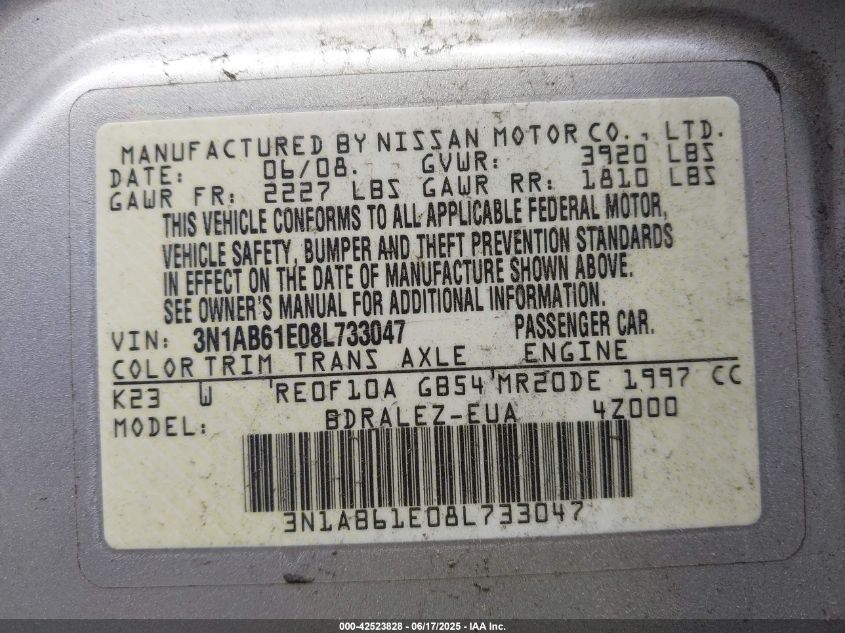 MANUFACTURED BY NISSAN MOTOR CO., LTD.
DATE: 06/08. GVWR: 3920 LBS
GAWR FR: 2227 LBS GAWR RR: 1810 LBS
THIS VEHICLE CONFORMS TO ALL APPLICABLE FEDERAL MOTOR,
VEHICLE SAFETY, BUMPER AND THEFT PREVENTION STANDARDS
IN EFFECT ON THE DATE OF MANUFACTURE SHOWN ABOVE.
SEE OWNER'S MANUAL FOR ADDITIONAL INFORMATION.
VIN: 3N1AB61E08L733047 PASSENGER CAR.
COLOR TRIM TRANS AXLE ENGINE
K23 W RE0F10A GB54 MR20DE 1997 CC
MODEL: BDRALEZ-EUA 4Z000
3N1AB61E08L733047
000-42523828 - 06/17/2025 - IAA Inc.